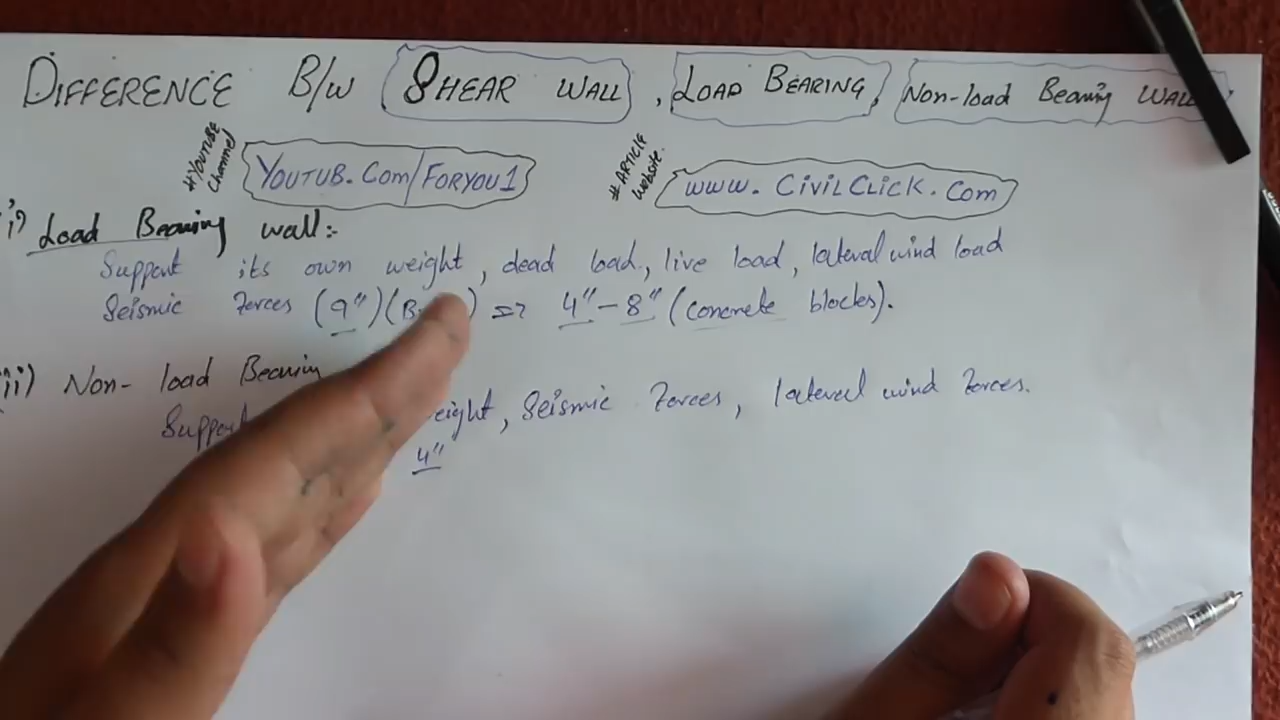 DIFFERENCE B/W SHEAR WALL, LOAD BEARING, Non-load Bearing WALL
#YOUTUBE Channel
YOUTUB.Com/FORYOU1
#ARTICLE Website.
www.CIVILCLICK.Com
i) Load Bearing wall:-
Support its own weight, dead load, live load, lateral wind load
Seismic Forces (9") ( ) => 4"-8" (concrete blocks).
ii) Non-load Bearing
Support weight, Seismic Forces, lateral wind Forces.
4"